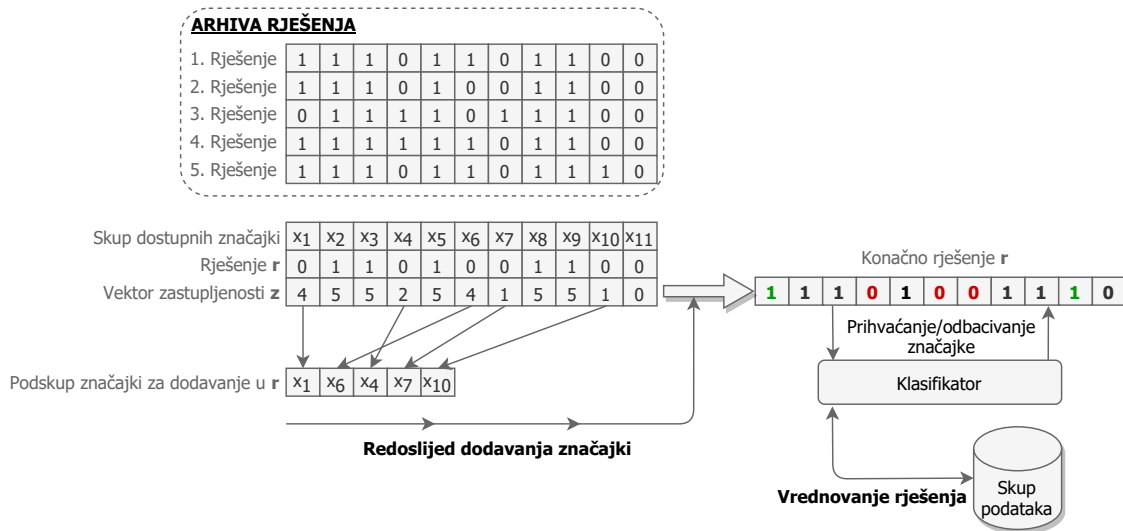 ARHIVA RJEŠENJA
1. Rješenje 1 1 1 0 1 1 0 1 1 0 0
2. Rješenje 1 1 1 0 1 0 0 1 1 0 0
3. Rješenje 0 1 1 1 1 0 1 1 1 0 0
4. Rješenje 1 1 1 1 1 1 0 1 1 0 0
5. Rješenje 1 1 1 0 1 1 0 1 1 1 0
Skup dostupnih značajki x1 x2 x3 x4 x5 x6 x7 x8 x9 x10 x11
Rješenje r 0 1 1 0 1 0 0 1 1 0 0
Vektor zastupljenosti z 4 5 5 2 5 4 1 5 5 1 0
Podskup značajki za dodavanje u r x1 x6 x4 x7 x10
Redoslijed dodavanja značajki
Konačno rješenje r
1 1 1 0 1 0 0 1 1 1 0
Prihvaćanje/odbacivanje
značajke
Klasifikator
Vrednovanje rješenja
Skup
podataka